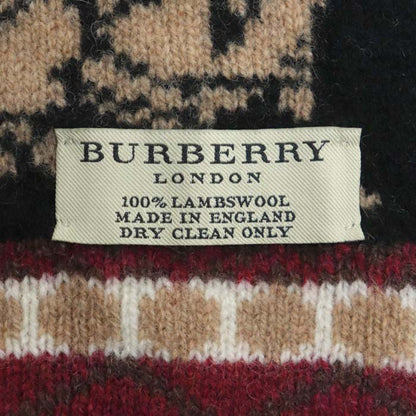 BURBERRY
LONDON
100% LAMBSWOOL
MADE IN ENGLAND
DRY CLEAN ONLY